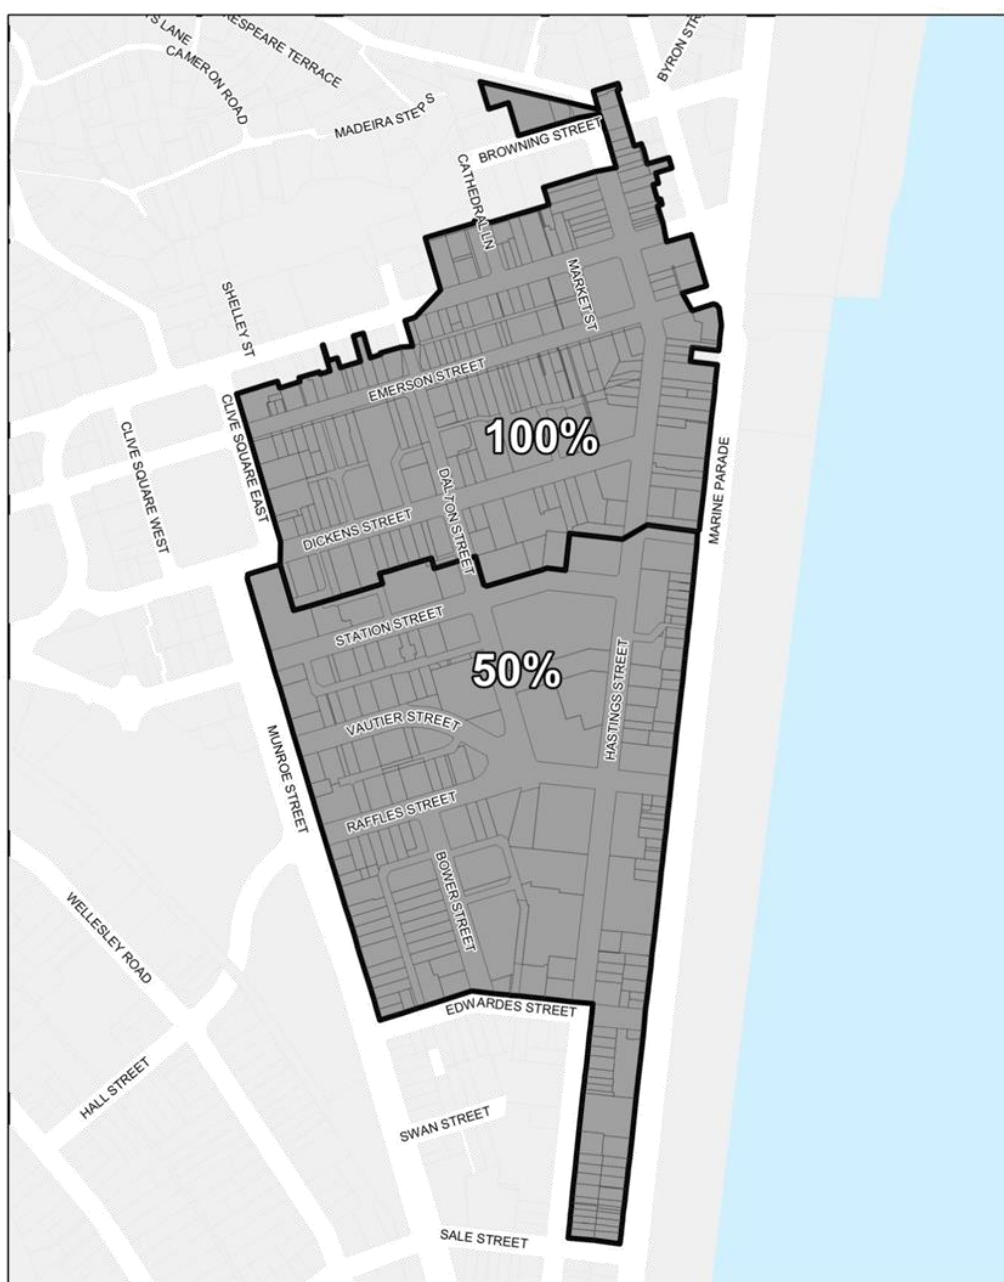 LANE
CAMERON ROAD
TERRACE
MADEIRA STEPS
BYRON
BROWNING STREET
CATHEDRAL LN
MARKET ST
SHELLEY ST
EMERSON STREET
CLIVE SQUARE EAST
CLIVE SQUARE WEST
100%
MARINE PARADE
DALTON STREET
DICKENS STREET
STATION STREET
50%
HASTINGS STREET
VAUTIER STREET
MUNROE STREET
RAFFLES STREET
BOWER STREET
WELLESLEY ROAD
EDWARDES STREET
HALL STREET
SWAN STREET
SALE STREET